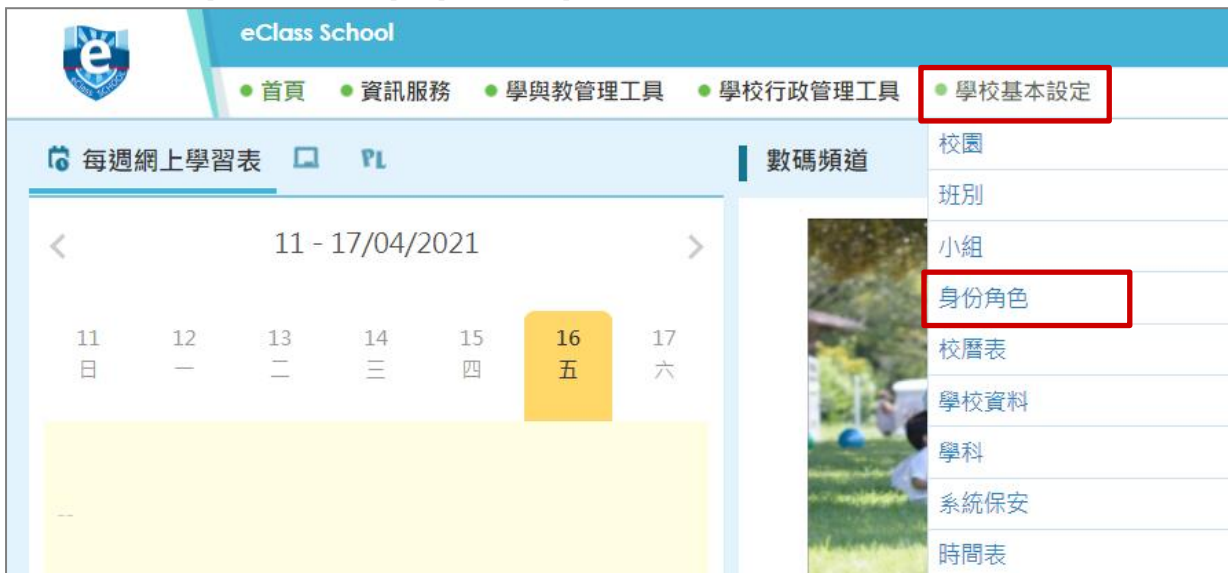 eClass School
e
eClass SCHOOL
首頁 資訊服務 學與教管理工具 學校行政管理工具 學校基本設定
每週網上學習表 PL
數碼頻道
11 - 17/04/2021
11 12 13 14 15 16 17
日 一 二 三 四 五 六
--
校園
班別
小組
身份角色
校曆表
學校資料
學科
系統保安
時間表